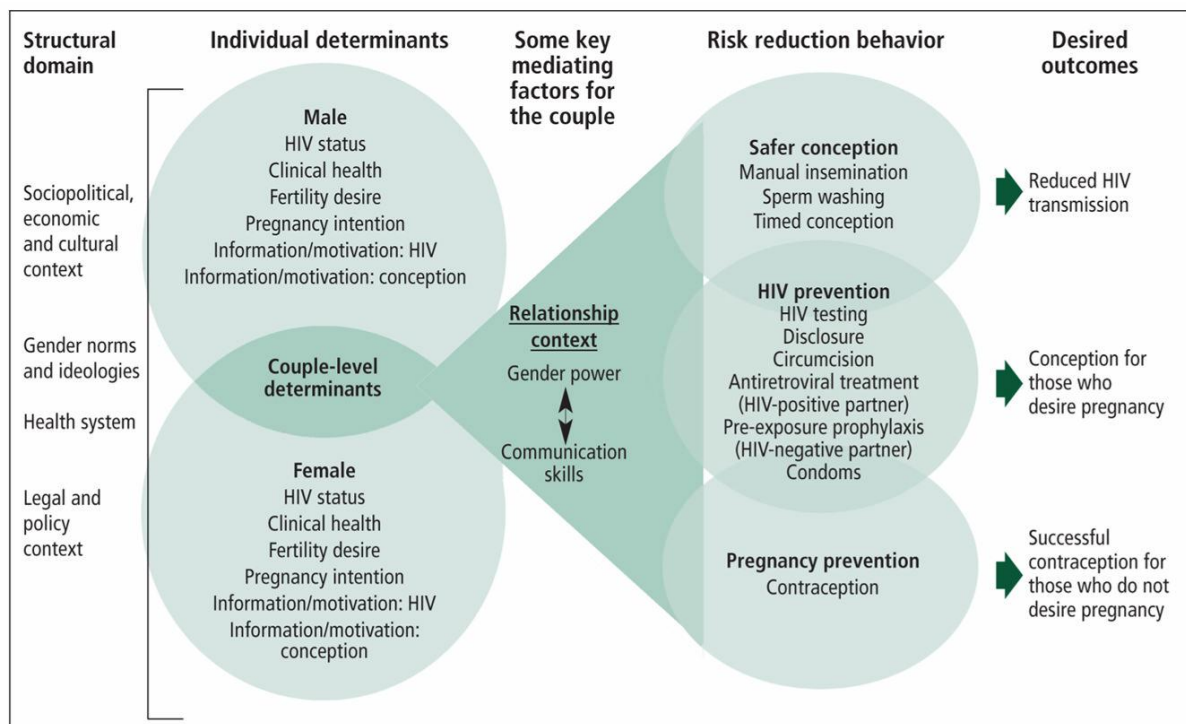 Structural
domain
Individual determinants
Some key
mediating
factors for
the couple
Risk reduction behavior
Desired
outcomes
Sociopolitical,
economic
and cultural
context
Gender norms
and ideologies
Health system
Legal and
policy
context
Male
HIV status
Clinical health
Fertility desire
Pregnancy intention
Information/motivation: HIV
Information/motivation: conception
Couple-level
determinants
Female
HIV status
Clinical health
Fertility desire
Pregnancy intention
Information/motivation: HIV
Information/motivation:
conception
Relationship
context
Gender power
Communication
skills
Safer conception
Manual insemination
Sperm washing
Timed conception
HIV prevention
HIV testing
Disclosure
Circumcision
Antiretroviral treatment
(HIV-positive partner)
Pre-exposure prophylaxis
(HIV-negative partner)
Condoms
Pregnancy prevention
Contraception
Reduced HIV
transmission
Conception for
those who
desire pregnancy
Successful
contraception for
those who do not
desire pregnancy